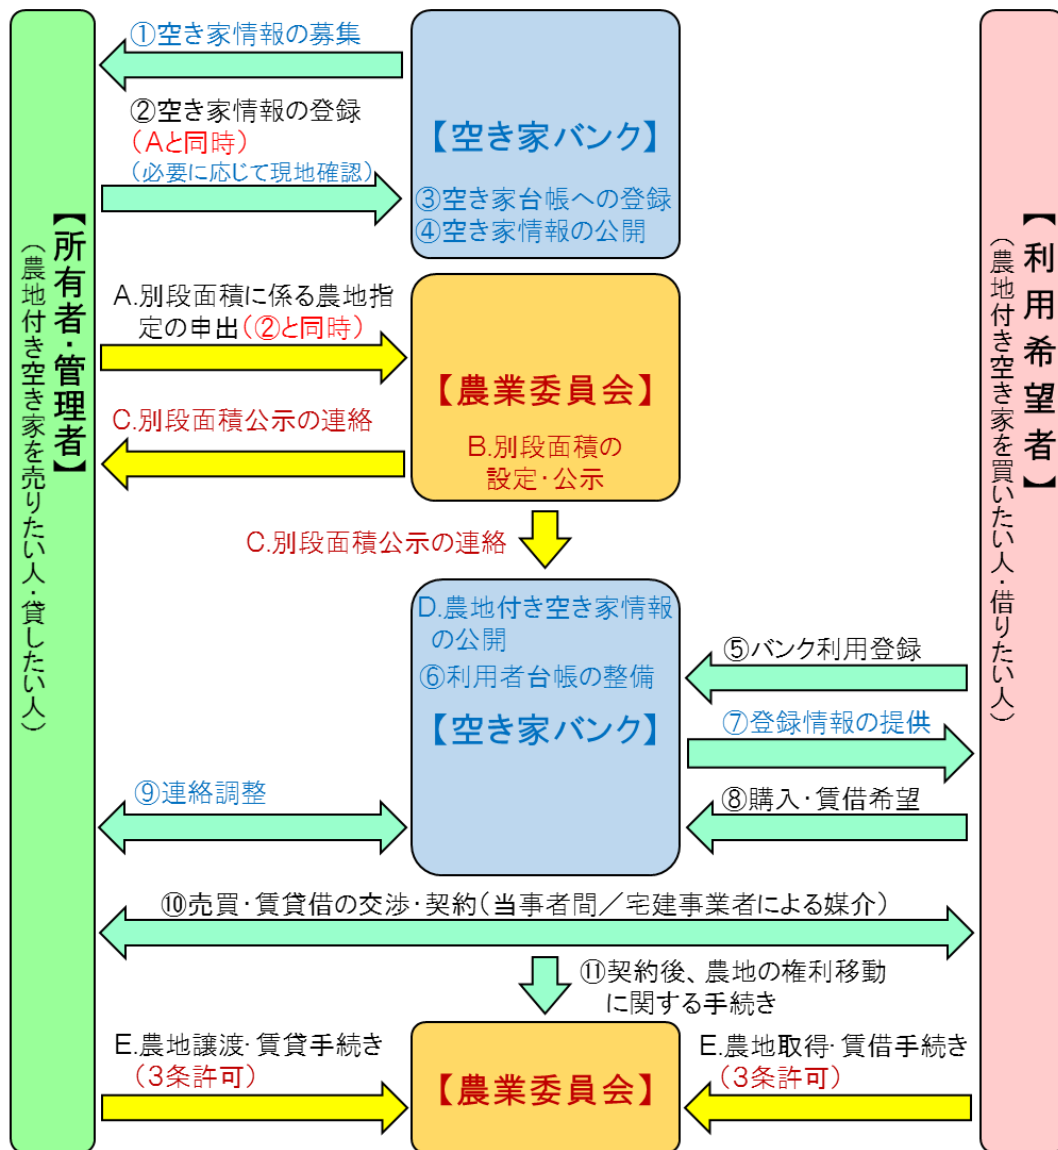 ①空き家情報の募集
②空き家情報の登録
（Aと同時）
（必要に応じて現地確認）
【空き家バンク】
③空き家台帳への登録
④空き家情報の公開
【所有者・管理者】
（農地付き空き家を売りたい人・貸したい人）
【利用希望者】
（農地付き空き家を買いたい人・借りたい人）
A.別段面積に係る農地指
定の申出（②と同時）
C.別段面積公示の連絡
【農業委員会】
B.別段面積の
設定・公示
C.別段面積公示の連絡
D.農地付き空き家情報
の公開
⑥利用者台帳の整備
【空き家バンク】
⑤バンク利用登録
⑦登録情報の提供
⑧購入・賃借希望
⑨連絡調整
⑩売買・賃貸借の交渉・契約（当事者間／宅建事業者による媒介）
⑪契約後、農地の権利移動
に関する手続き
E.農地譲渡・賃貸手続き
（3条許可）
【農業委員会】
E.農地取得・賃借手続き
（3条許可）